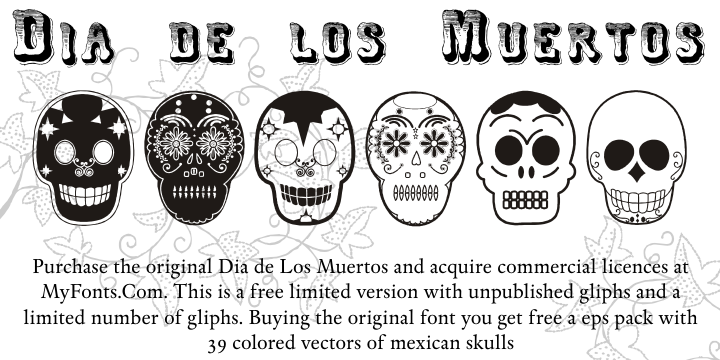 Dia de los Muertos
Purchase the original Dia de Los Muertos and acquire commercial licences at
MyFonts.Com. This is a free limited version with unpublished gliphs and a
limited number of gliphs. Buying the original font you get free a eps pack with
39 colored vectors of mexican skulls